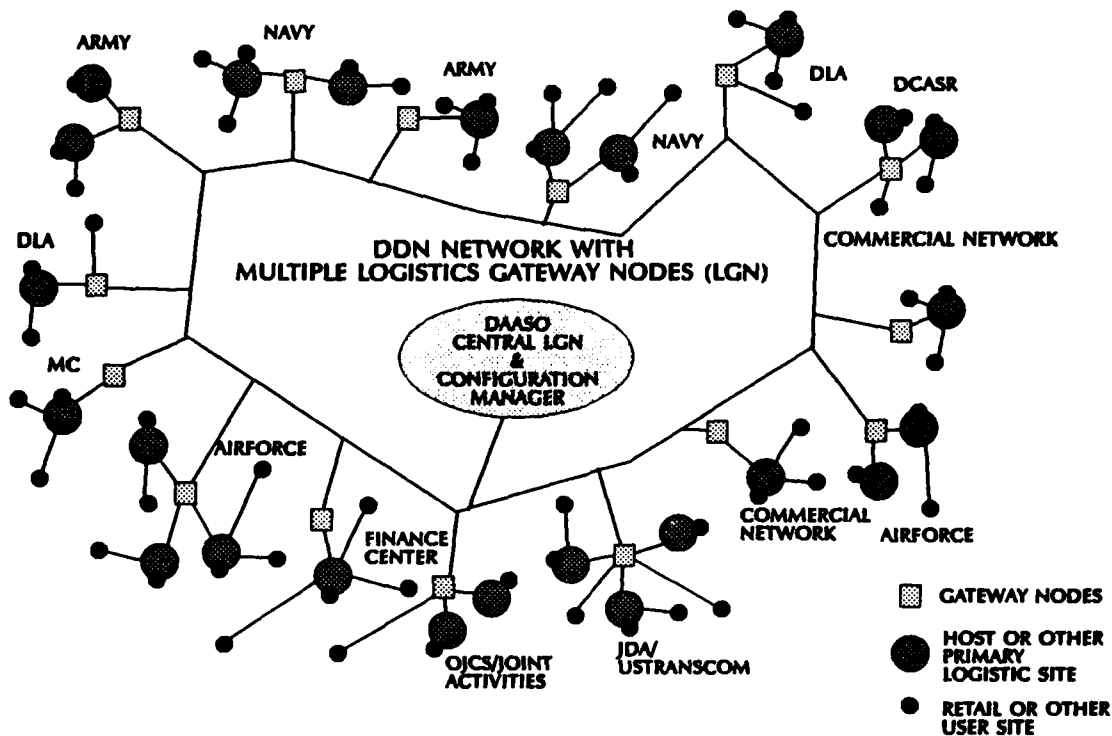 ARMY
NAVY
ARMY
NAVY
DLA
DCASR
DLA
COMMERCIAL NETWORK
DDN NETWORK WITH
MULTIPLE LOGISTICS GATEWAY NODES (LGN)
DAASO
CENTRAL LGN
&
CONFIGURATION
MANAGER
MC
AIRFORCE
FINANCE
CENTER
OJCS/JOINT
ACTIVITIES
JDA/
USTRANSCOM
COMMERCIAL
NETWORK
AIRFORCE
GATEWAY NODES
HOST OR OTHER
PRIMARY
LOGISTIC SITE
RETAIL OR OTHER
USER SITE